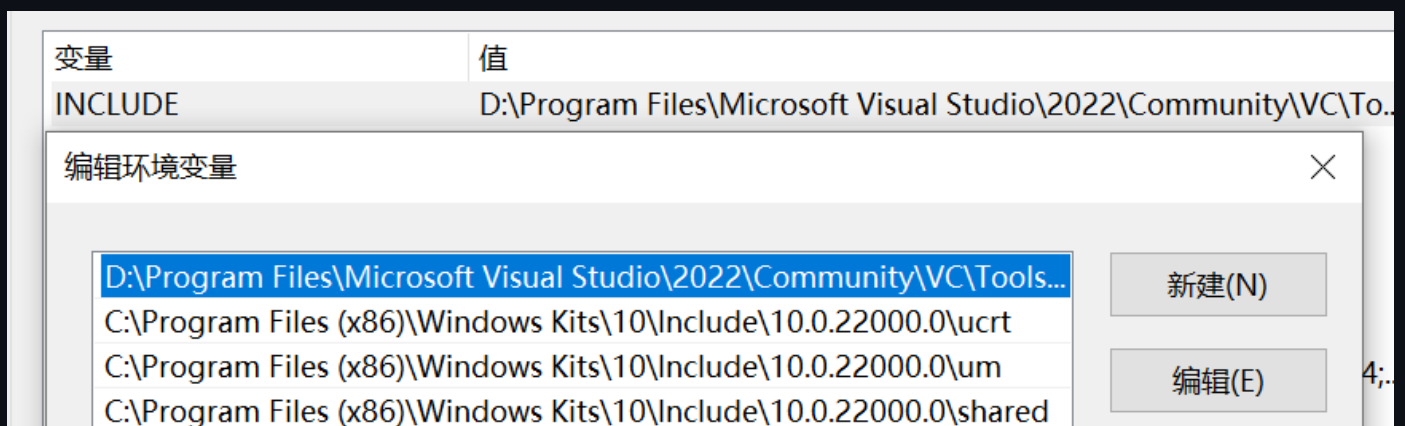 变量 值
INCLUDE D:\Program Files\Microsoft Visual Studio\2022\Community\VC\To...
编辑环境变量
D:\Program Files\Microsoft Visual Studio\2022\Community\VC\Tools...
新建(N)
C:\Program Files (x86)\Windows Kits\10\Include\10.0.22000.0\ucrt
C:\Program Files (x86)\Windows Kits\10\Include\10.0.22000.0\um
编辑(E) 4;...
C:\Program Files (x86)\Windows Kits\10\Include\10.0.22000.0\shared